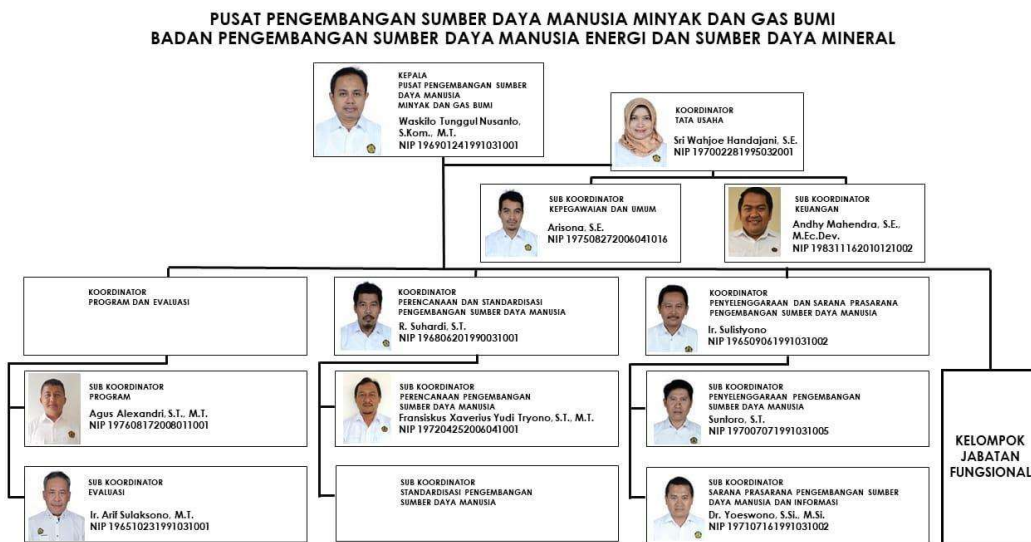 PUSAT PENGEMBANGAN SUMBER DAYA MANUSIA MINYAK DAN GAS BUMI
BADAN PENGEMBANGAN SUMBER DAYA MANUSIA ENERGI DAN SUMBER DAYA MINERAL
KEPALA
PUSAT PENGEMBANGAN SUMBER
DAYA MANUSIA
MINYAK DAN GAS BUMI
Waskito Tunggul Nusanto,
S.Kom., M.T.
NIP 196901241991031001
KOORDINATOR
TATA USAHA
Sri Wahjoe Handajani, S.E.
NIP 197002281995032001
SUB KOORDINATOR
KEPEGAWAIAN DAN UMUM
Arisona, S.E.
NIP 197508272006041016
SUB KOORDINATOR
KEUANGAN
Andhy Mahendra, S.E.,
M.Ec.Dev.
NIP 198311162010121002
KOORDINATOR
PROGRAM DAN EVALUASI
KOORDINATOR
PERENCANAAN DAN STANDARDISASI
PENGEMBANGAN SUMBER DAYA MANUSIA
R. Suhardi, S.T.
NIP 196806201990031001
KOORDINATOR
PENYELENGGARAAN DAN SARANA PRASARANA
PENGEMBANGAN SUMBER DAYA MANUSIA
Ir. Sulistyono
NIP 196509061991031002
SUB KOORDINATOR
PROGRAM
Agus Alexandri, S.T., M.T.
NIP 197608172008011001
SUB KOORDINATOR
PERENCANAAN PENGEMBANGAN
SUMBER DAYA MANUSIA
Fransiskus Xaverius Yudi Tryono, S.T., M.T.
NIP 197204252006041001
SUB KOORDINATOR
PENYELENGGARAAN PENGEMBANGAN
SUMBER DAYA MANUSIA
Suntoro, S.T.
NIP 197007071991031005
SUB KOORDINATOR
EVALUASI
Ir. Arif Sulaksono, M.T.
NIP 196510231991031001
SUB KOORDINATOR
STANDARDISASI PENGEMBANGAN
SUMBER DAYA MANUSIA
SUB KOORDINATOR
SARANA PRASARANA PENGEMBANGAN SUMBER
DAYA MANUSIA DAN INFORMASI
Dr. Yoeswono, S.Si., M.Si.
NIP 197107161991031002
KELOMPOK
JABATAN
FUNGSIONAL